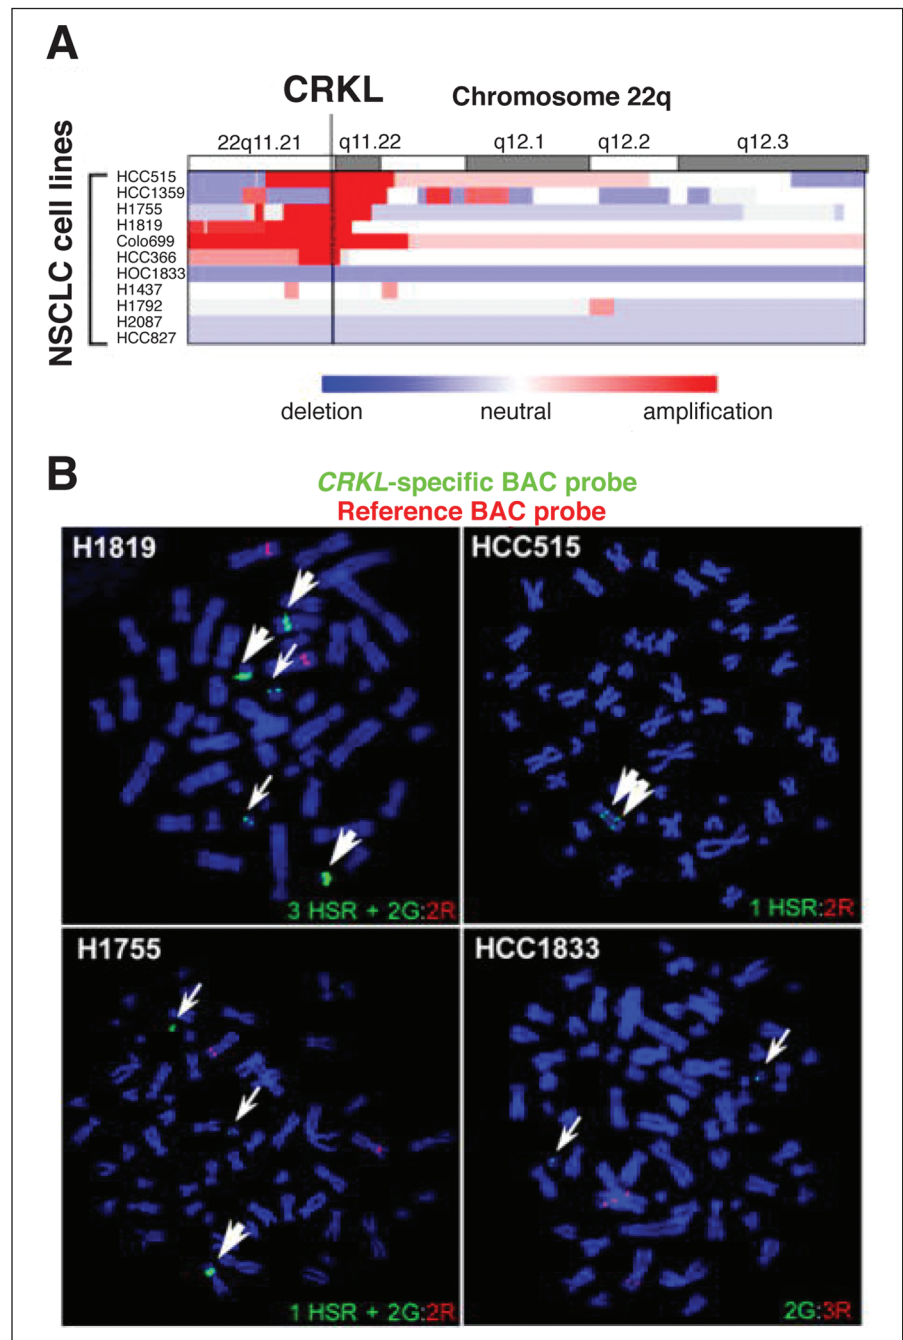 A
CRKL
Chromosome 22q
22q11.21 q11.22 q12.1 q12.2 q12.3
NSCLC cell lines
HCC515
HCC1359
H1755
H1819
Colo699
HCC366
HOC1833
H1437
H1792
H2087
HCC827
deletion neutral amplification
B
CRKL-specific BAC probe
Reference BAC probe
H1819
3 HSR + 2G:2R
HCC515
1 HSR:2R
H1755
1 HSR + 2G:2R
HCC1833
2G:3R